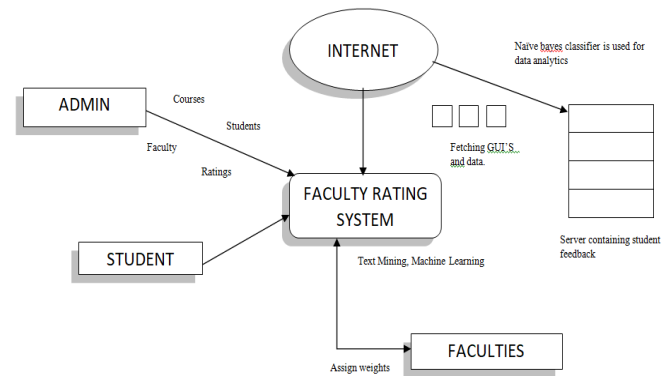 INTERNET
Naïve bayes classifier is used for
data analytics
ADMIN
Courses
Students
Faculty
Ratings
Fetching GUI'S
and data.
FACULTY RATING
SYSTEM
Server containing student
feedback
STUDENT
Text Mining, Machine Learning
FACULTIES
Assign weights